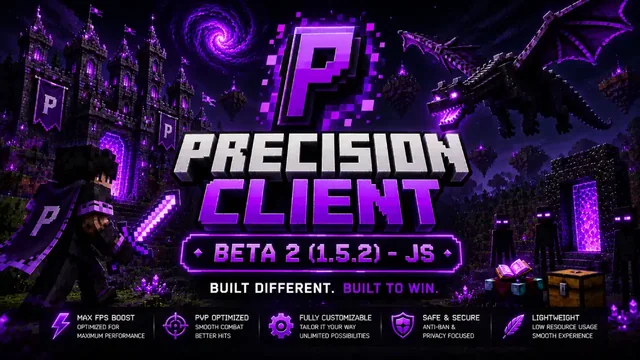 P
P
P
P
PRECISION
CLIENT
BETA 2 (1.5.2) - JS
BUILT DIFFERENT. BUILT TO WIN.
MAX FPS BOOST
OPTIMIZED FOR
MAXIMUM PERFORMANCE
PVP OPTIMIZED
SMOOTH COMBAT
BETTER HITS
FULLY CUSTOMIZABLE
TAILOR IT YOUR WAY
UNLIMITED POSSIBILITIES
SAFE & SECURE
ANTI-BAN &
PRIVACY FOCUSED
LIGHTWEIGHT
LOW RESOURCE USAGE
SMOOTH EXPERIENCE